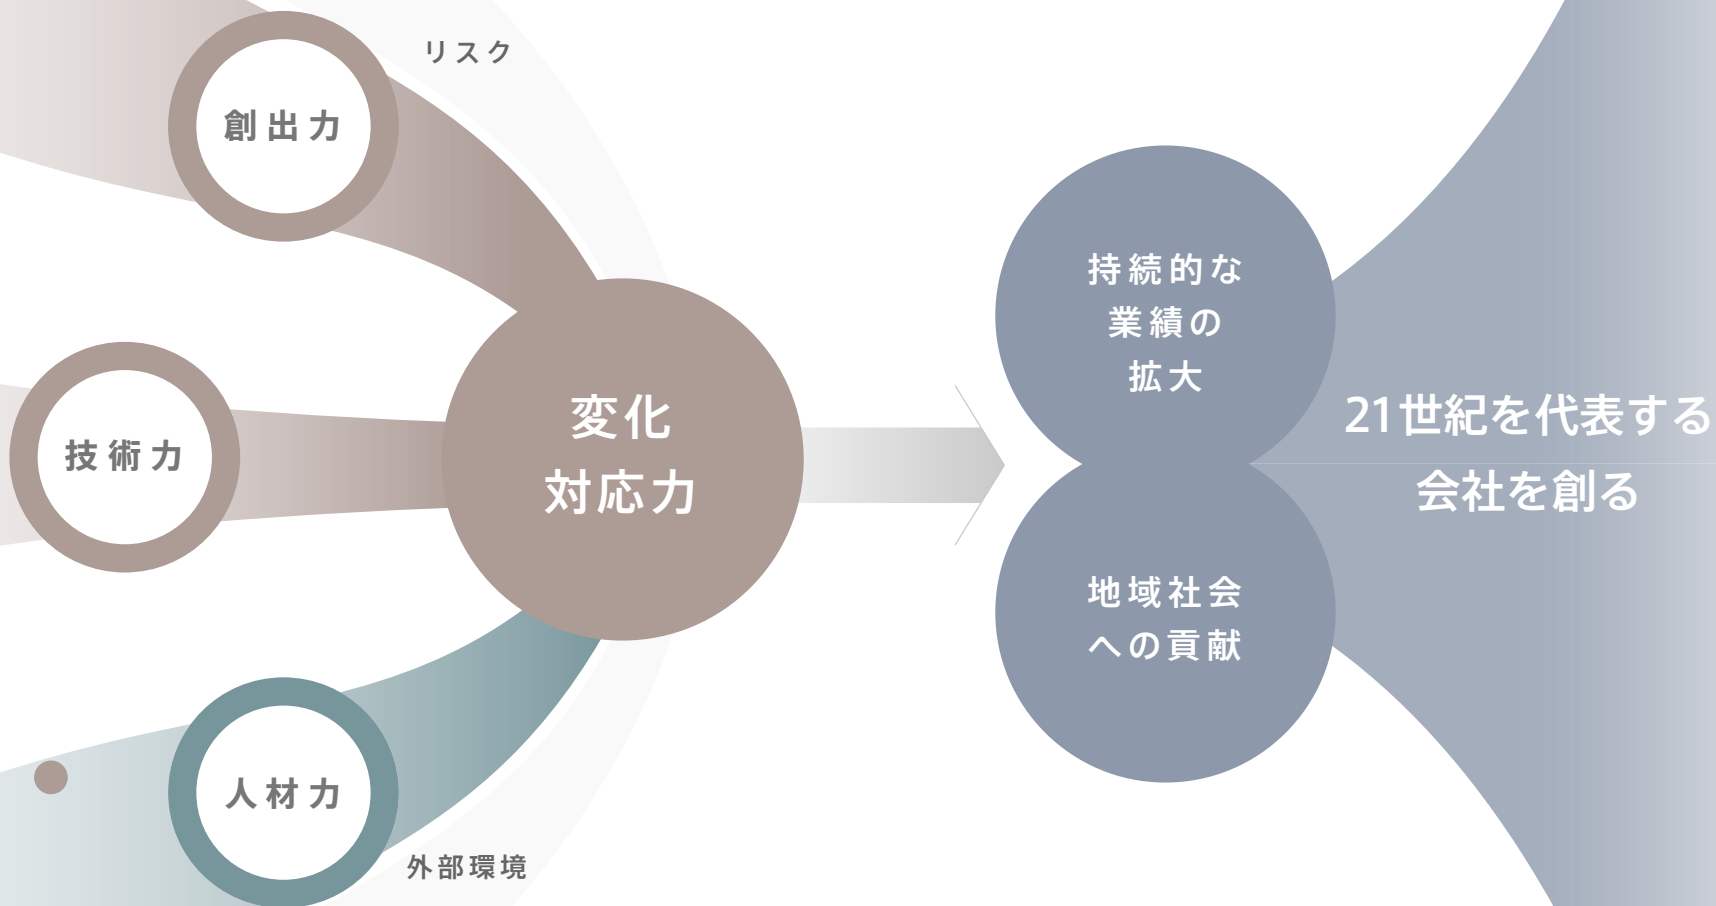 リスク
創出力
技術力
人材力
外部環境
変化
対応力
持続的な
業績の
拡大
地域社会
への貢献
21世紀を代表する
会社を創る